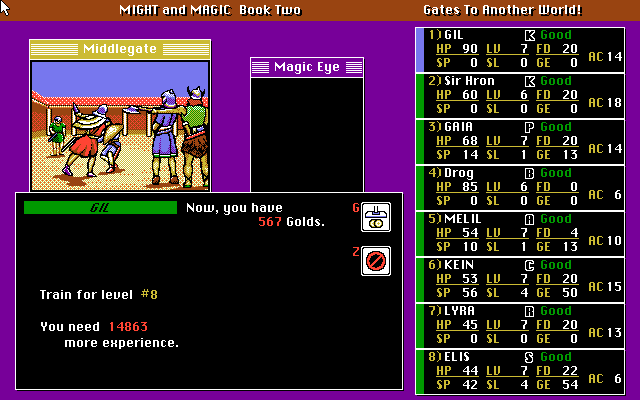 MIGHT and MAGIC Book Two
Gates To Another World!
Middlegate
Magic Eye
GIL
Now, you have
567 Golds.
G
Z
Train for level #8
You need 14863
more experience.
1) GIL K Good
HP 90 LV 7 FD 20
SP 0 SL 0 GE 0
AC 14
2) Sir Hron K Good
HP 60 LV 6 FD 20
SP 0 SL 0 GE 0
AC 18
3) GAIA P Good
HP 68 LV 7 FD 20
SP 14 SL 1 GE 13
AC 14
4) Drog B Good
HP 85 LV 6 FD 0
SP 0 SL 0 GE 0
AC 6
5) MELIL A Good
HP 54 LV 7 FD 4
SP 10 SL 1 GE 13
AC 10
6) KEIN C Good
HP 53 LV 7 FD 20
SP 56 SL 4 GE 50
AC 15
7) LYRA R Good
HP 45 LV 7 FD 20
SP 0 SL 0 GE 0
AC 13
8) ELIS S Good
HP 44 LV 7 FD 22
SP 42 SL 4 GE 54
AC 6